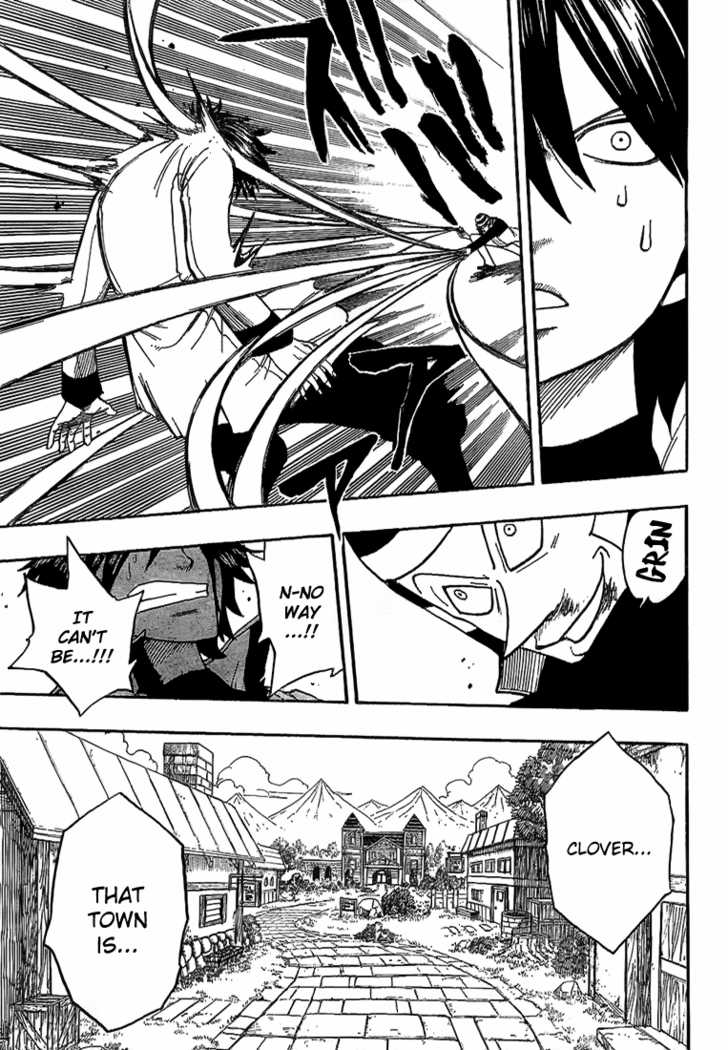 GRIN
N-NO
WAY
...!!
IT
CAN'T
BE...!!!
CLOVER...
THAT
TOWN
IS...